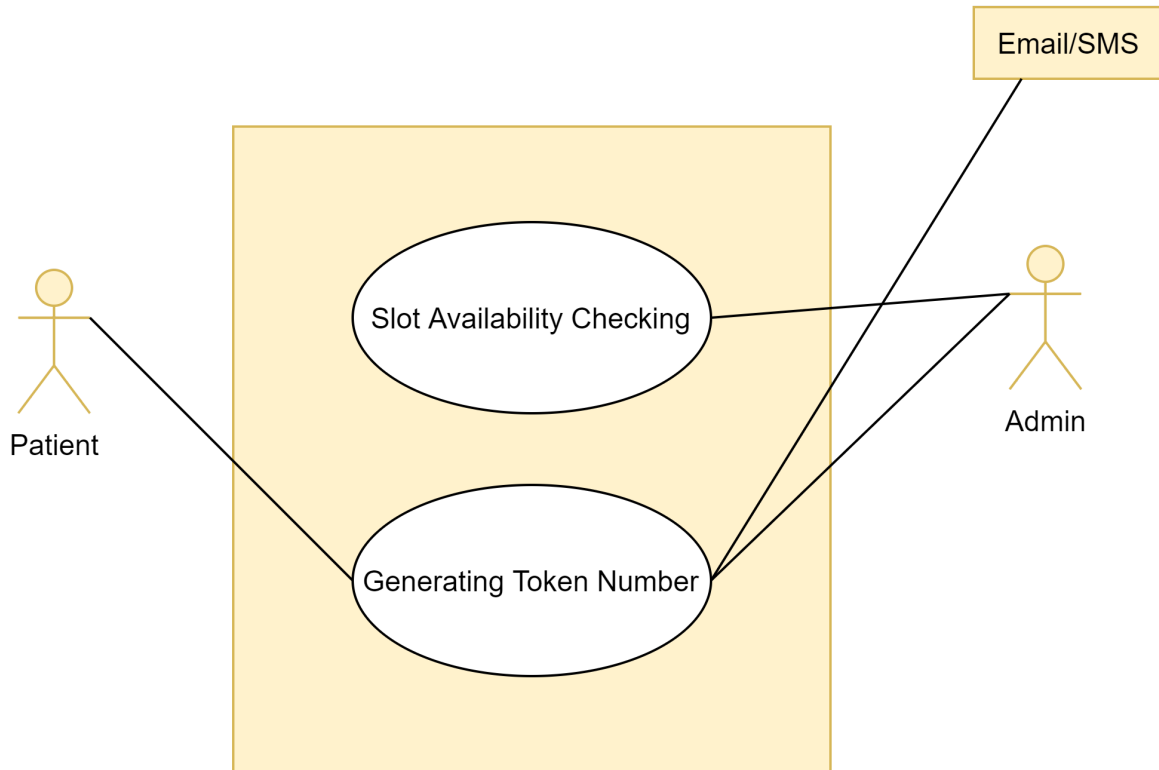 Email/SMS
Slot Availability Checking
Patient
Admin
Generating Token Number